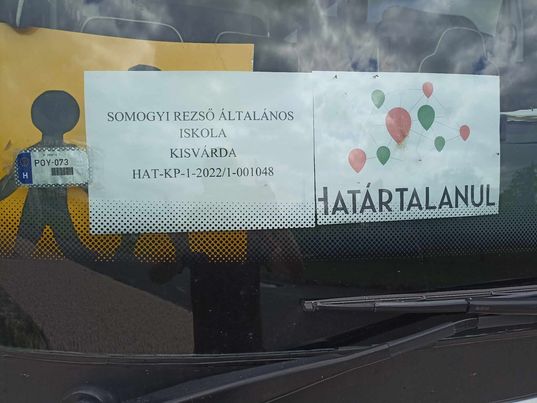 SOMOGYI REZSŐ ÁLTALÁNOS
ISKOLA
KISVÁRDA
HAT-KP-1-2022/1-001048
HATÁRTALANUL
POY-073
H